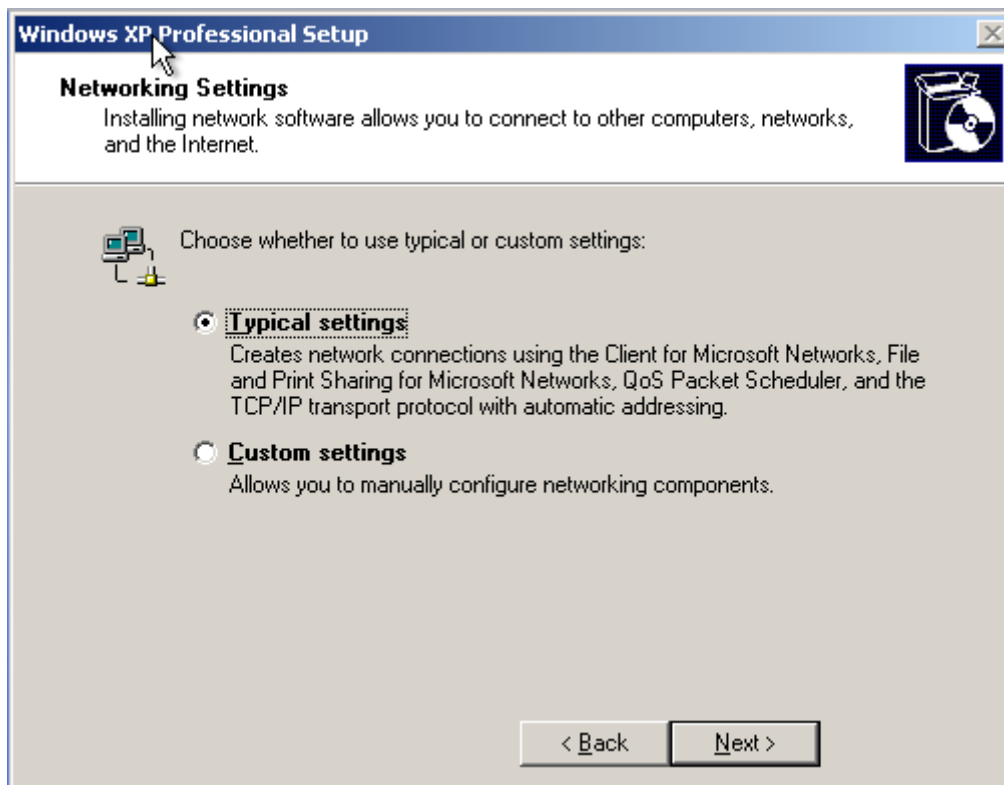 Windows XP Professional Setup
Networking Settings
Installing network software allows you to connect to other computers, networks,
and the Internet.
Choose whether to use typical or custom settings:
Typical settings
Creates network connections using the Client for Microsoft Networks, File
and Print Sharing for Microsoft Networks, QoS Packet Scheduler, and the
TCP/IP transport protocol with automatic addressing.
Custom settings
Allows you to manually configure networking components.
< Back
Next >